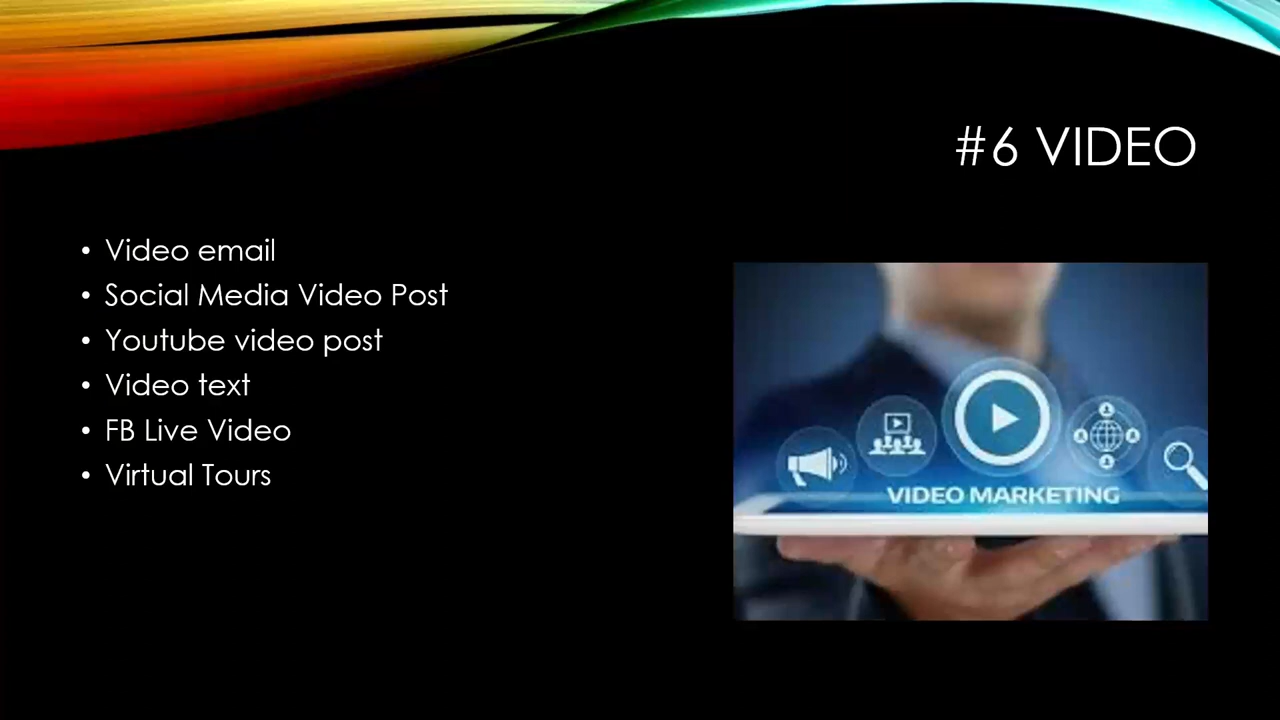 #6 VIDEO
• Video email
• Social Media Video Post
• Youtube video post
• Video text
• FB Live Video
• Virtual Tours
VIDEO MARKETING